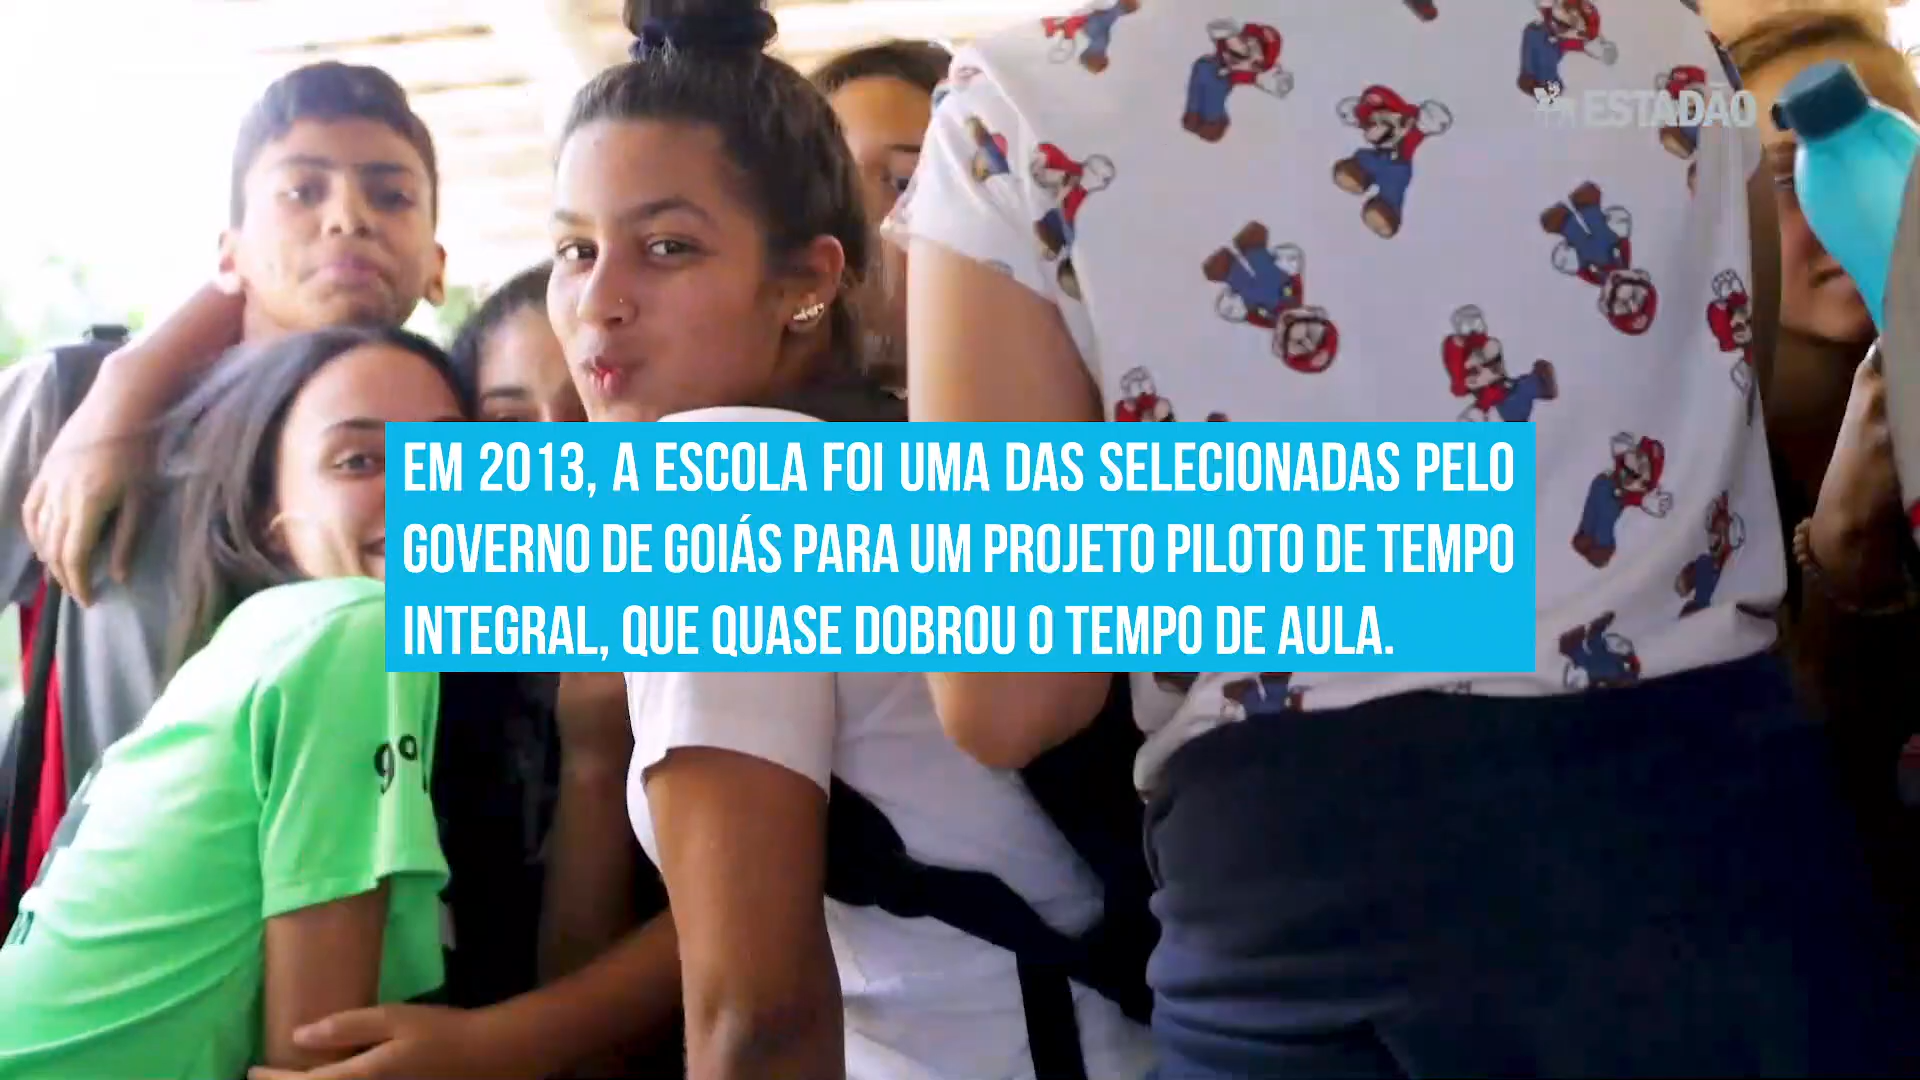 ESTADÃO
EM 2013, A ESCOLA FOI UMA DAS SELECIONADAS PELO
GOVERNO DE GOIÁS PARA UM PROJETO PILOTO DE TEMPO
INTEGRAL, QUE QUASE DOBROU O TEMPO DE AULA.
9º